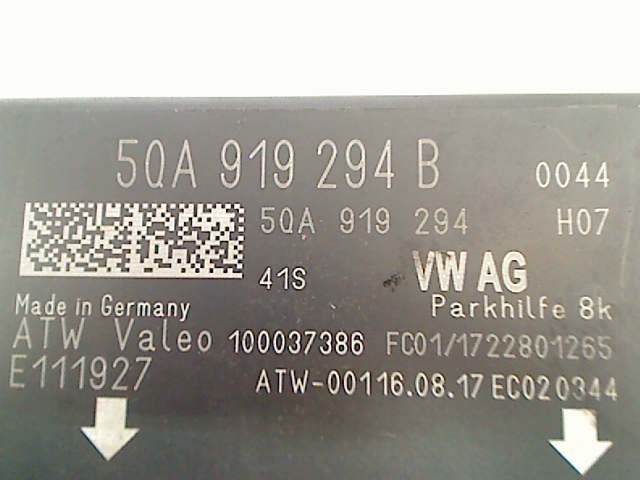 5QA 919 294 B 0044
5QA 919 294 H07
41S VW AG
Made in Germany Parkhilfe 8k
ATW Valeo 100037386 FC01/1722801265
E111927 ATW-00116.08.17 EC020344